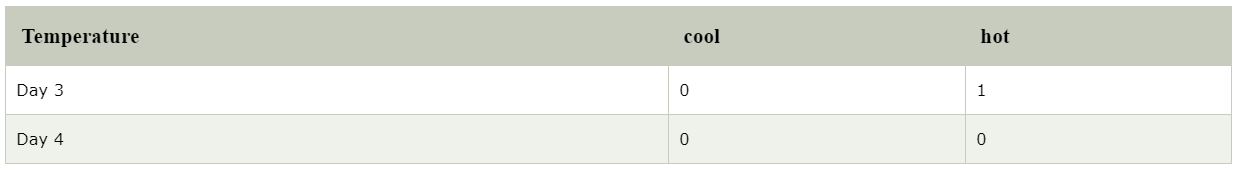 Temperature cool hot
Day 3 0 1
Day 4 0 0